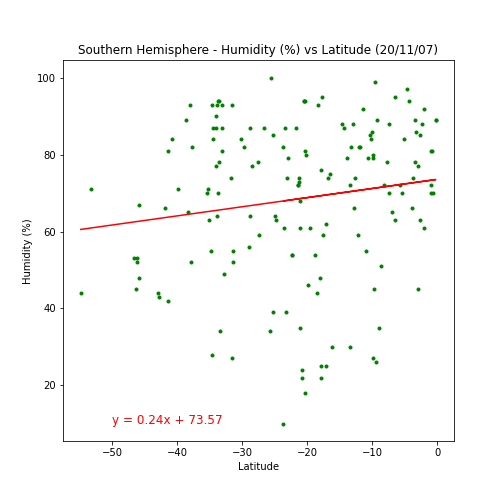 Southern Hemisphere - Humidity (%) vs Latitude (20/11/07)
100
80
60
40
20
Humidity (%)
y = 0.24x + 73.57
−50 −40 −30 −20 −10 0
Latitude